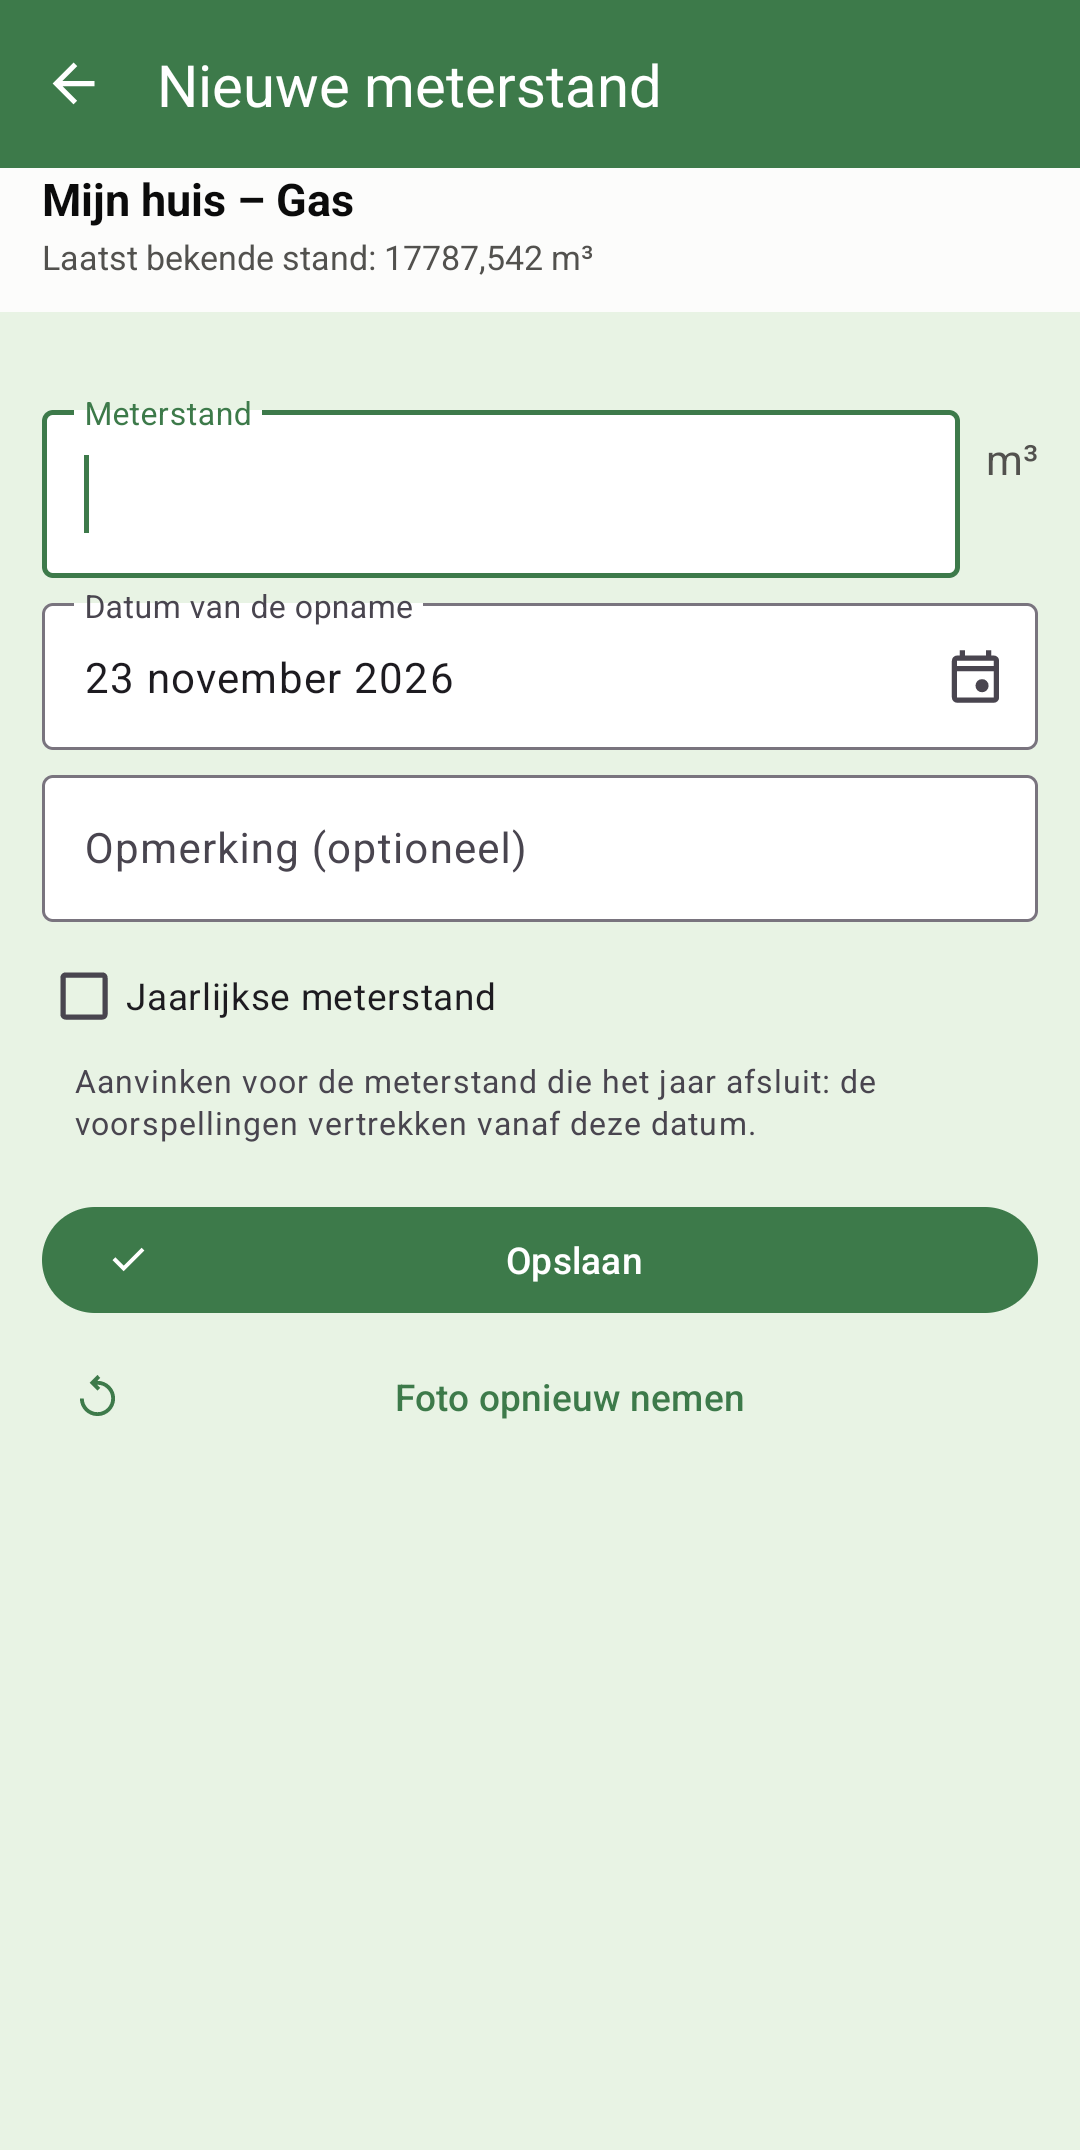 Nieuwe meterstand
Mijn huis – Gas
Laatst bekende stand: 17787,542 m³
Meterstand
m³
Datum van de opname
23 november 2026
Opmerking (optioneel)
Jaarlijkse meterstand
Aanvinken voor de meterstand die het jaar afsluit: de
voorspellingen vertrekken vanaf deze datum.
Opslaan
Foto opnieuw nemen